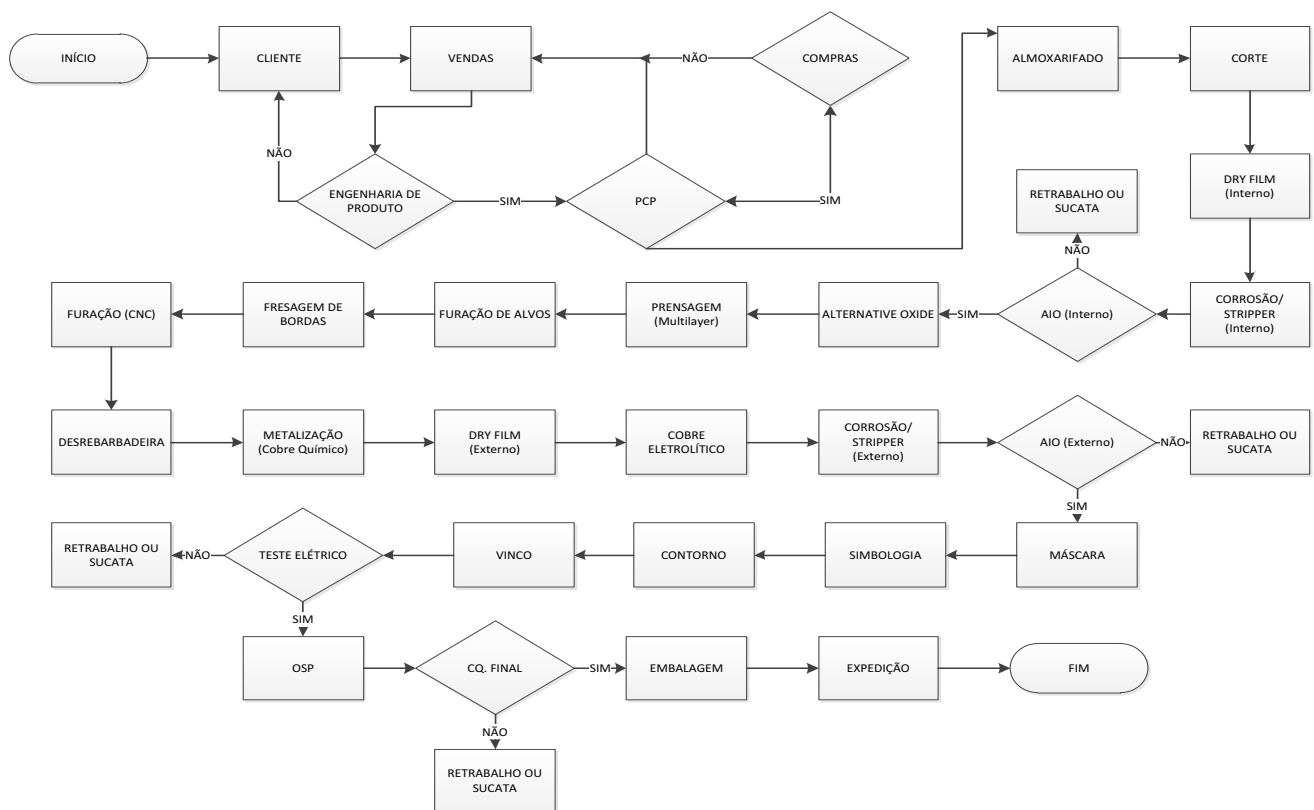 INÍCIO
CLIENTE
VENDAS
NÃO
COMPRAS
ALMOXARIFADO
CORTE
NÃO
ENGENHARIA DE
PRODUTO
SIM
PCP
SIM
RETRABALHO OU
SUCATA
DRY FILM
(Interno)
NÃO
FURAÇÃO (CNC)
FRESAGEM DE
BORDAS
FURAÇÃO DE ALVOS
PRENSAGEM
(Multilayer)
ALTERNATIVE OXIDE
SIM
AIO (Interno)
CORROSÃO/
STRIPPER
(Interno)
DESREBARBADEIRA
METALIZAÇÃO
(Cobre Químico)
DRY FILM
(Externo)
COBRE
ELETROLÍTICO
CORROSÃO/
STRIPPER
(Externo)
AIO (Externo)
NÃO
RETRABALHO OU
SUCATA
SIM
RETRABALHO OU
SUCATA
NÃO
TESTE ELÉTRICO
VINCO
CONTORNO
SIMBOLOGIA
MÁSCARA
SIM
OSP
CQ. FINAL
SIM
EMBALAGEM
EXPEDIÇÃO
FIM
NÃO
RETRABALHO OU
SUCATA